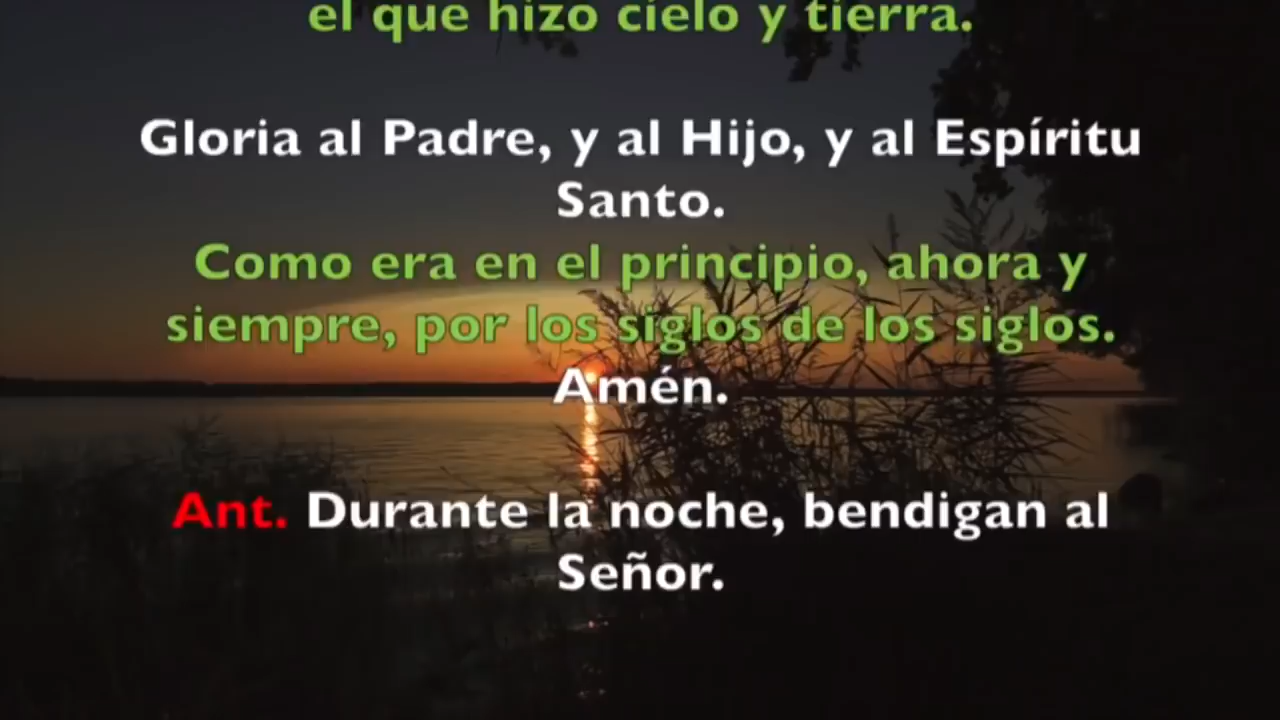 el que hizo cielo y tierra.
Gloria al Padre, y al Hijo, y al Espíritu
Santo.
Como era en el principio, ahora y
siempre, por los siglos de los siglos.
Amén.
Ant. Durante la noche, bendigan al
Señor.